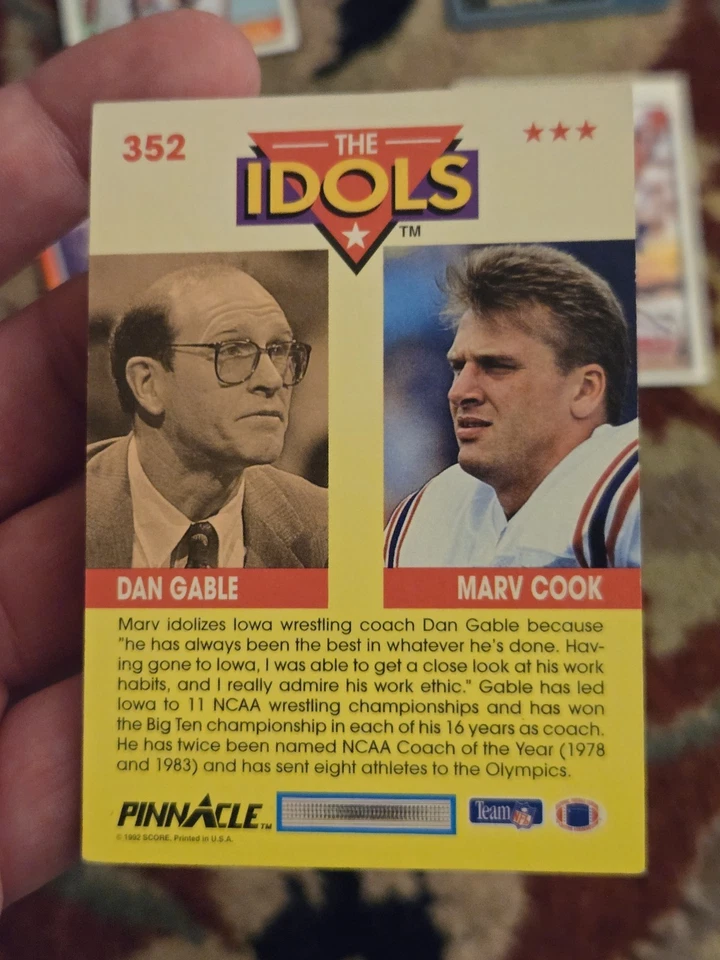 352
THE
IDOLS
TM
DAN GABLE
MARV COOK
Marv idolizes Iowa wrestling coach Dan Gable because
"he has always been the best in whatever he's done. Hav-
ing gone to Iowa, I was able to get a close look at his work
habits, and I really admire his work ethic." Gable has led
Iowa to 11 NCAA wrestling championships and has won
the Big Ten championship in each of his 16 years as coach.
He has twice been named NCAA Coach of the Year (1978
and 1983) and has sent eight athletes to the Olympics.
PINNACLE TM
© 1992 SCORE. Printed in U.S.A.
Team NFL